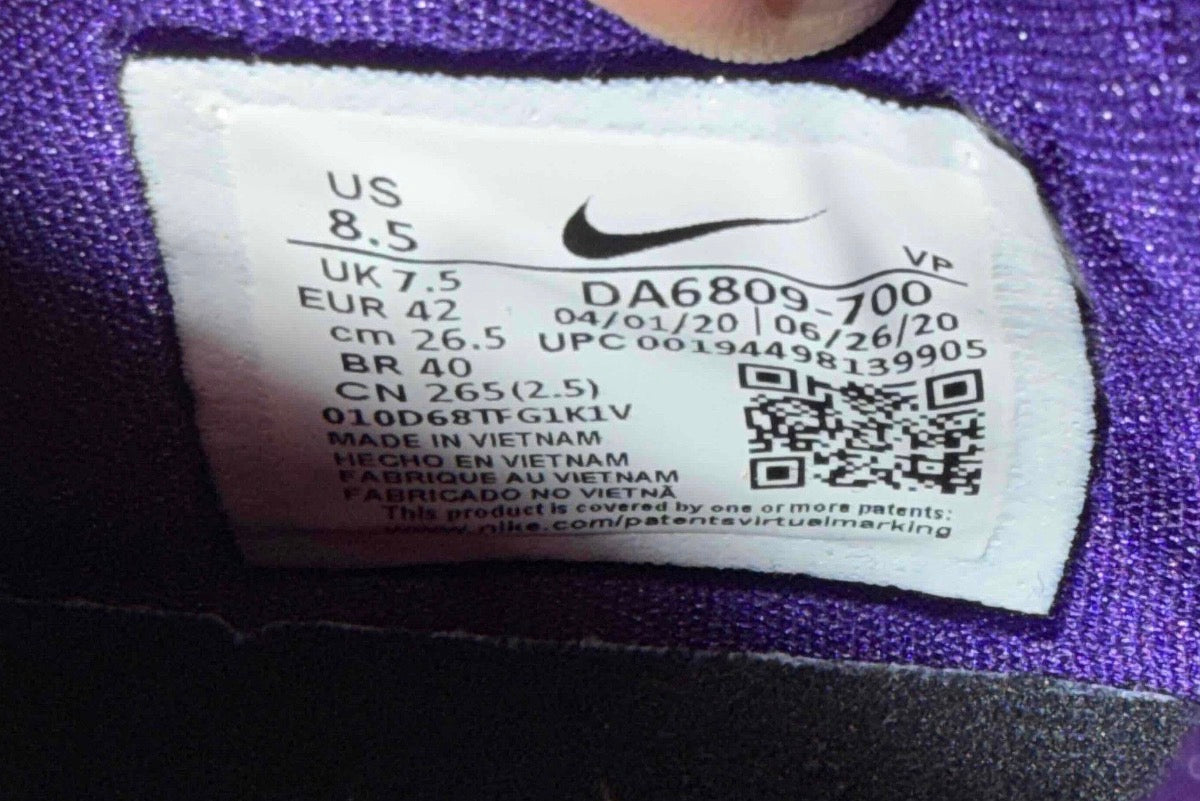 US
8.5
VP
UK 7.5
DA6809-700
EUR 42
04/01/20 | 06/26/20
cm 26.5
UPC 00194498139905
BR 40
CN 265(2.5)
010D68TFG1K1V
MADE IN VIETNAM
HECHO EN VIETNAM
FABRIQUE AU VIETNAM
FABRICADO NO VIETNÃ
This product is covered by one or more patents:
www.nike.com/patentsvirtualmarking